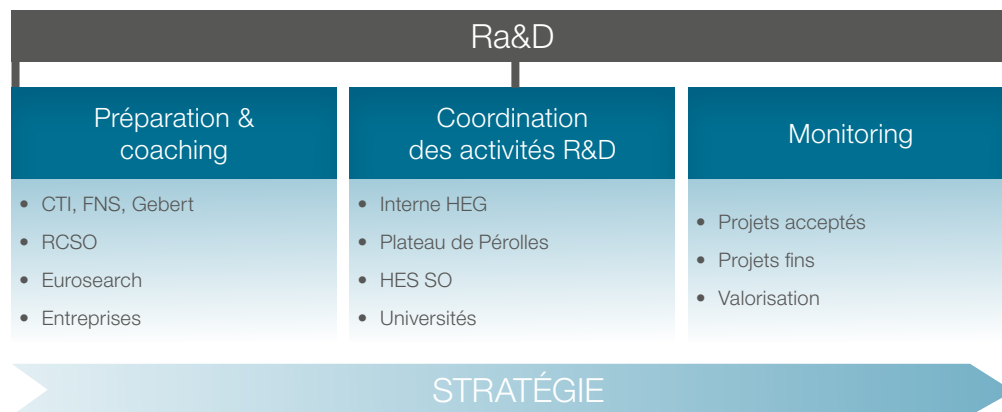 Ra&D
Préparation &
coaching
• CTI, FNS, Gebert
• RCSO
• Eurosearch
• Entreprises
Coordination
des activités R&D
• Interne HEG
• Plateau de Pérolles
• HES SO
• Universités
Monitoring
• Projets acceptés
• Projets fins
• Valorisation
STRATÉGIE